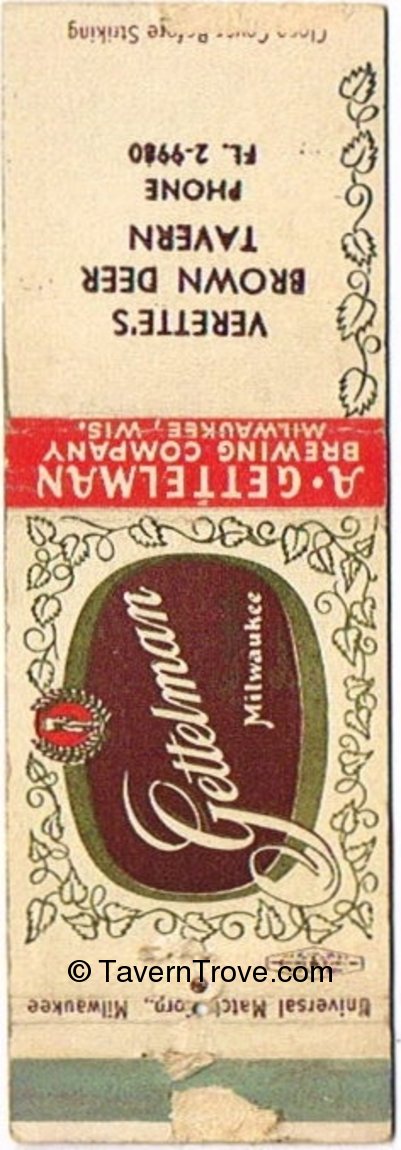 Close Cover Before Striking
VERETTE'S
BROWN DEER
TAVERN
PHONE
FL. 2-9980
A·GETTELMAN
BREWING COMPANY
— MILWAUKEE, WIS.
Gettelman
Milwaukee
© TavernTrove.com
Universal Match Corp., Milwaukee